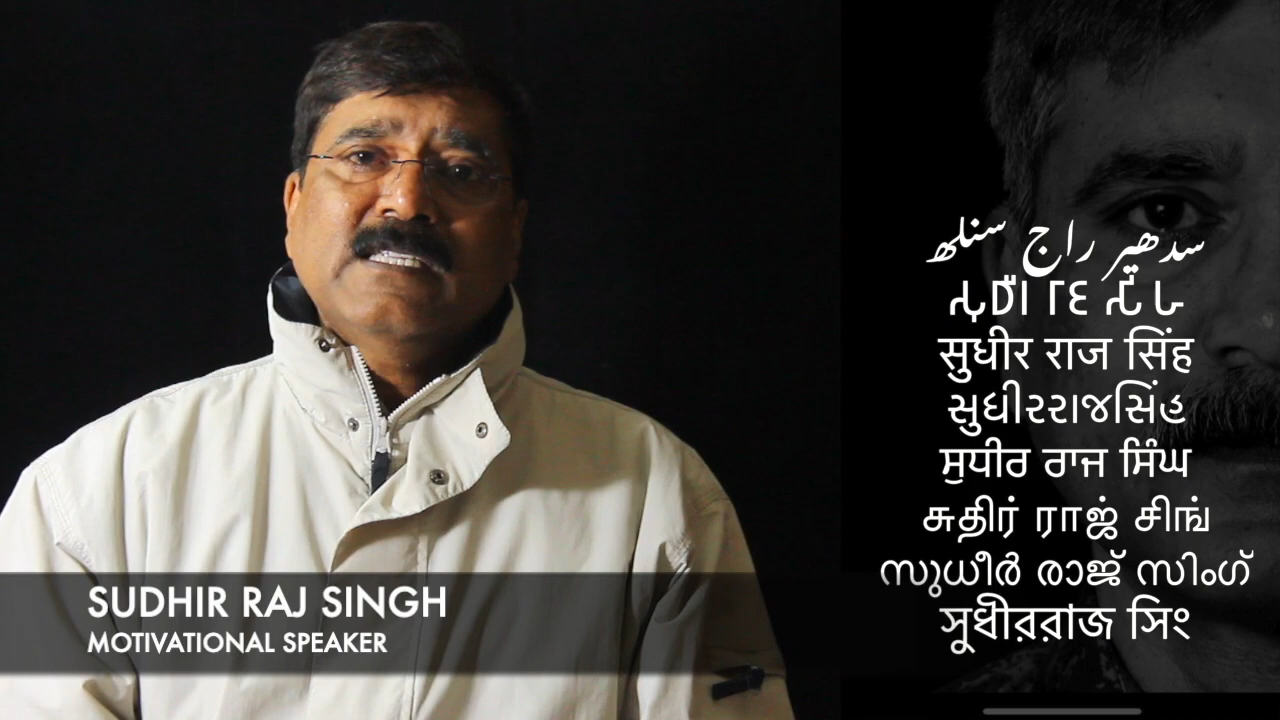 SUDHIR RAJ SINGH
MOTIVATIONAL SPEAKER
سدھیر راج سنلھ
सुधीर राज सिंह
સુધીરરાજસિંહ
ਸੁਧੀਰ ਰਾਜ ਸਿੰਘ
சுதிர் ராஜ் சிங்
സുധീർ രാജ് സിംഗ്
সুধীররাজ সিং